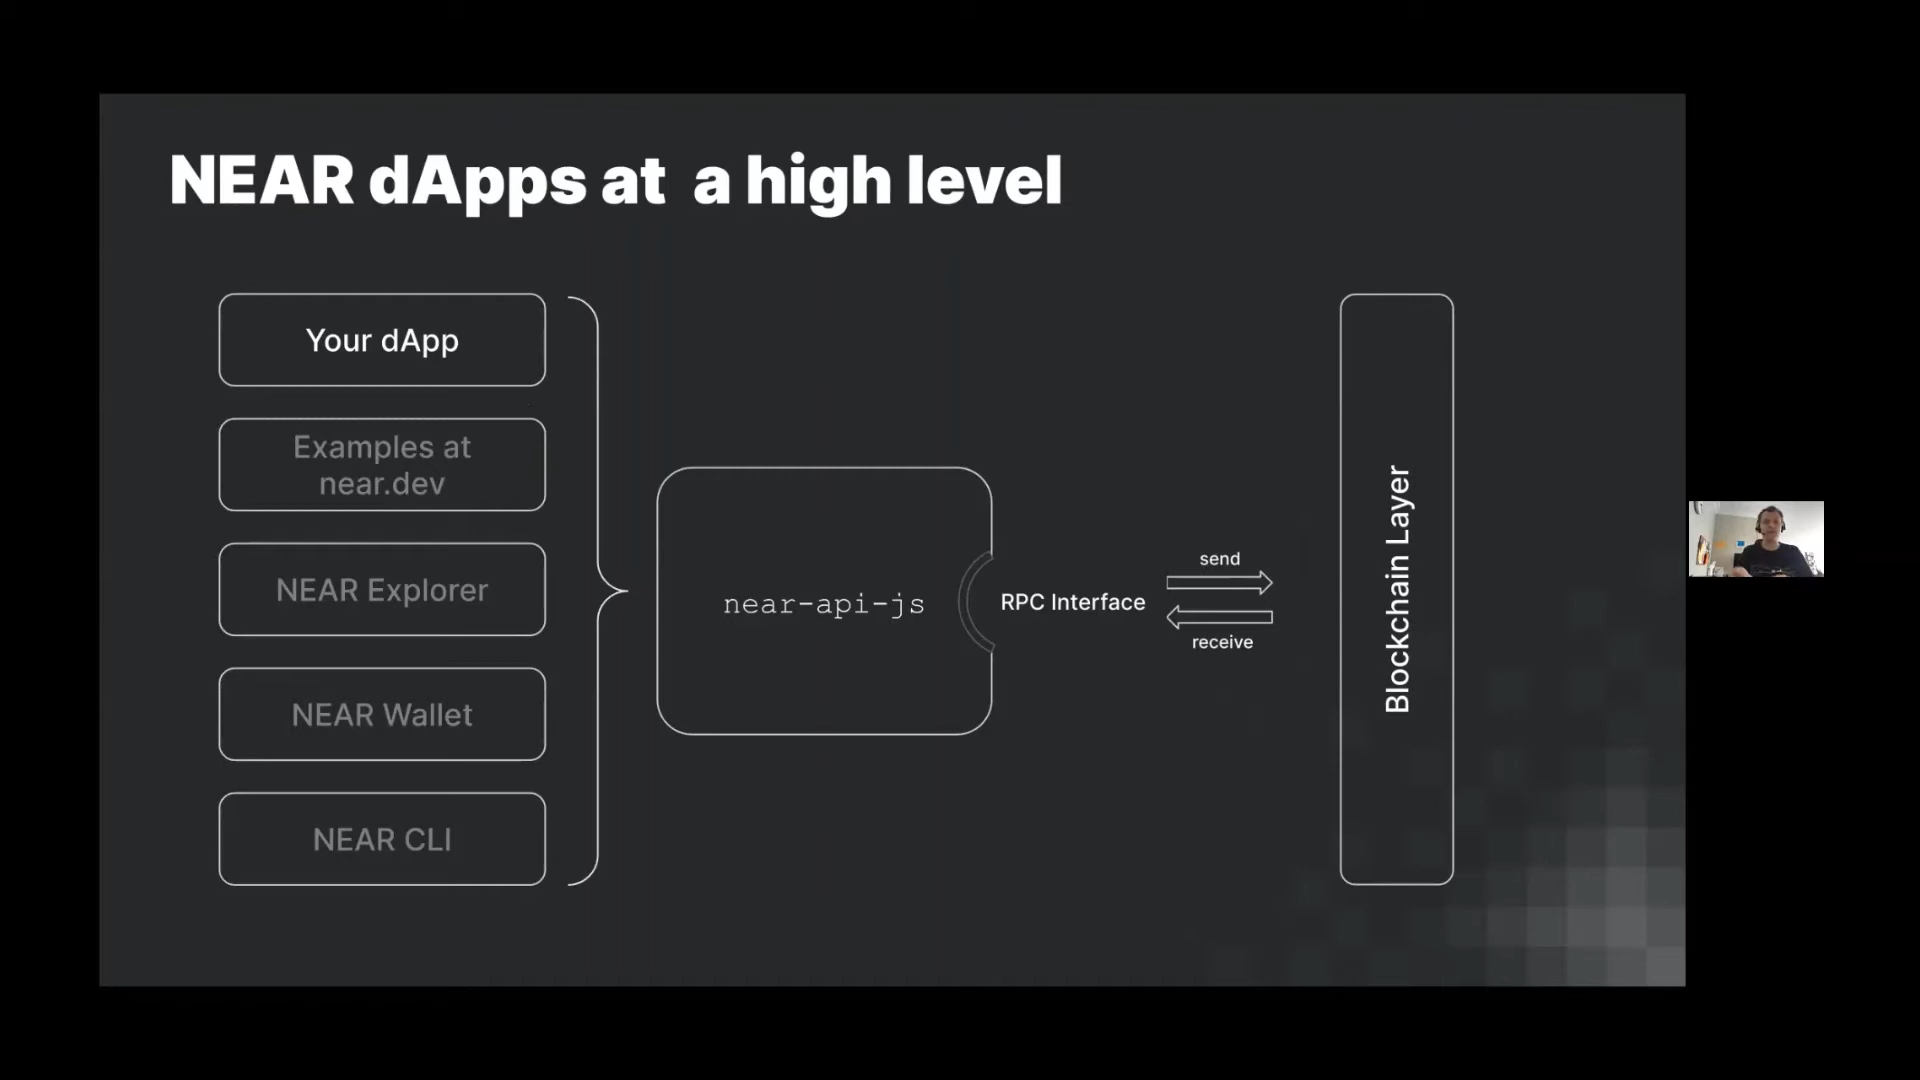 NEAR dApps at a high level
Your dApp
Examples at
near.dev
NEAR Explorer
NEAR Wallet
NEAR CLI
near-api-js
RPC Interface
send
receive
Blockchain Layer